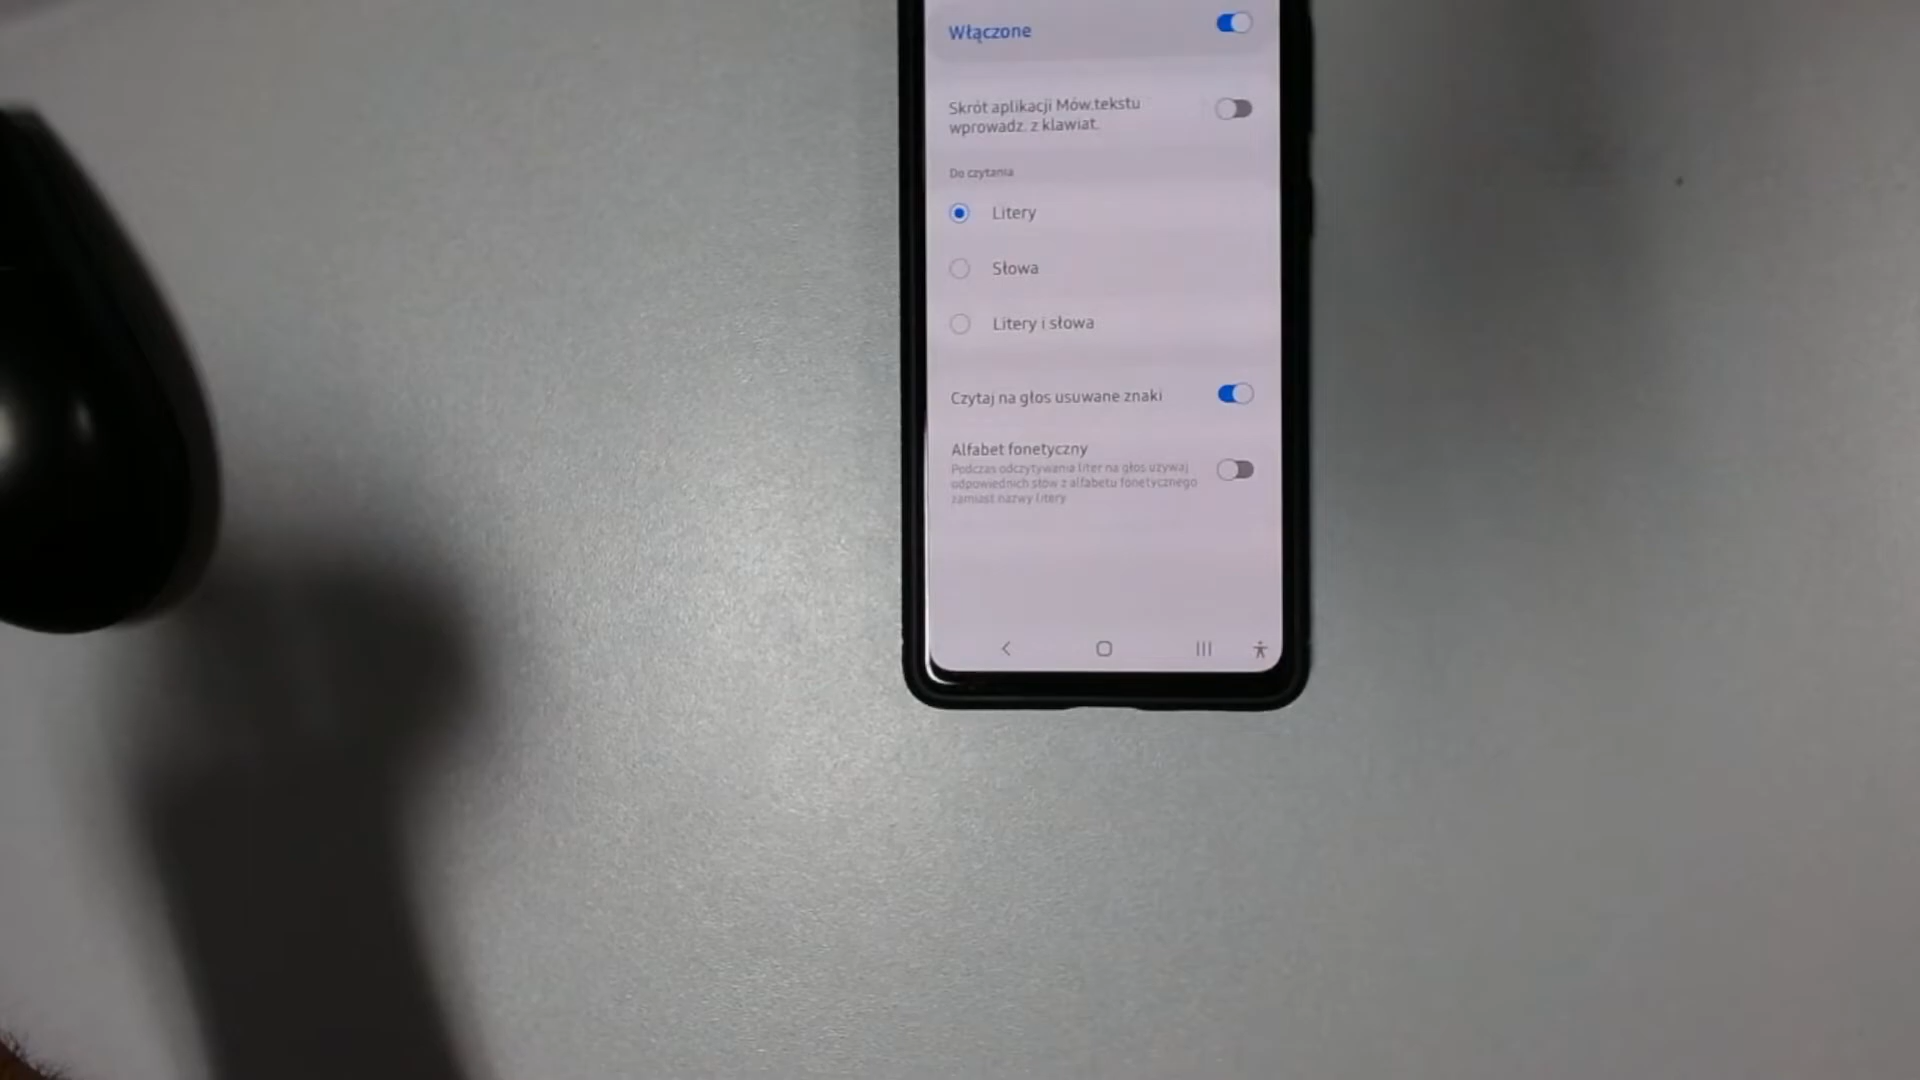 Włączone
Skrót aplikacji Mów.tekstu
wprowadz. z klawiat.
Do czytania
Litery
Słowa
Litery i słowa
Czytaj na głos usuwane znaki
Alfabet fonetyczny
Podczas odczytywania liter na głos używaj
odpowiednich słów z alfabetu fonetycznego
zamiast nazwy litery